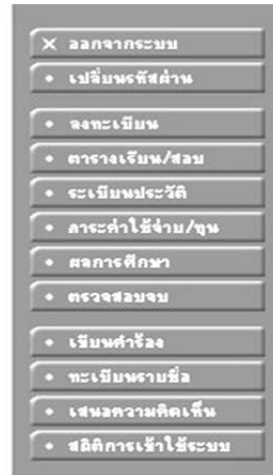 ออกจากระบบ
เปลี่ยนรหัสผ่าน
ลงทะเบียน
ตารางเรียน/สอบ
ระเบียนประวัติ
ภาระค่าใช้จ่าย/ทุน
ผลการศึกษา
ตรวจสอบจบ
เขียนคำร้อง
ทะเบียนรายชื่อ
เสนอความคิดเห็น
สถิติการเข้าใช้ระบบ